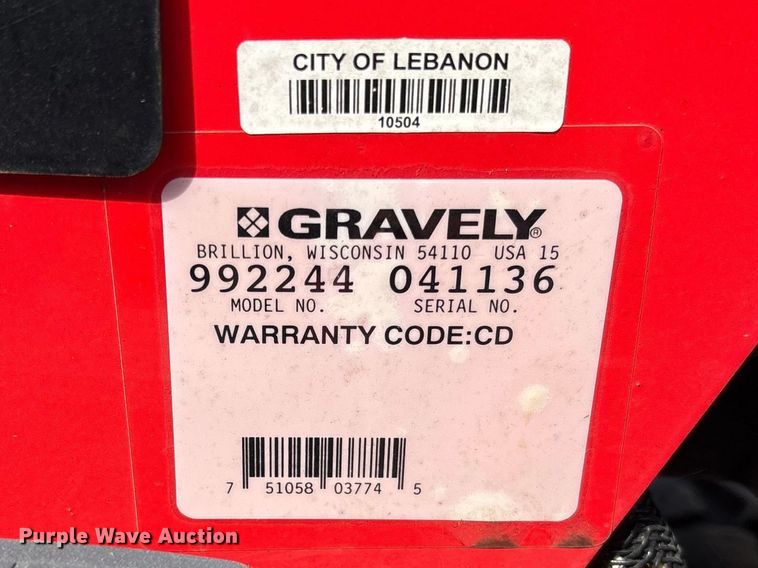 CITY OF LEBANON
10504
GRAVELY®
BRILLION, WISCONSIN 54110 USA 15
992244 041136
MODEL NO. SERIAL NO.
WARRANTY CODE:CD
7 51058 03774 5
Purple Wave Auction